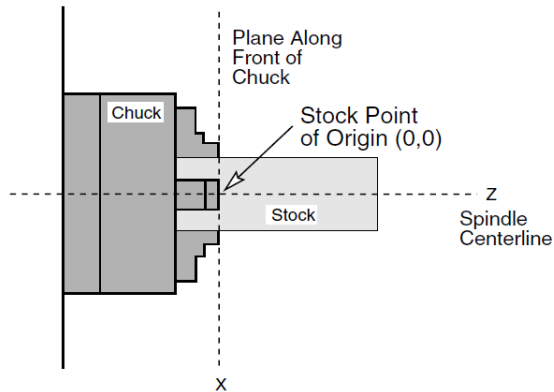 Plane Along
Front of
Chuck
Chuck
Stock Point
of Origin (0,0)
Z
Stock
Spindle
Centerline
X